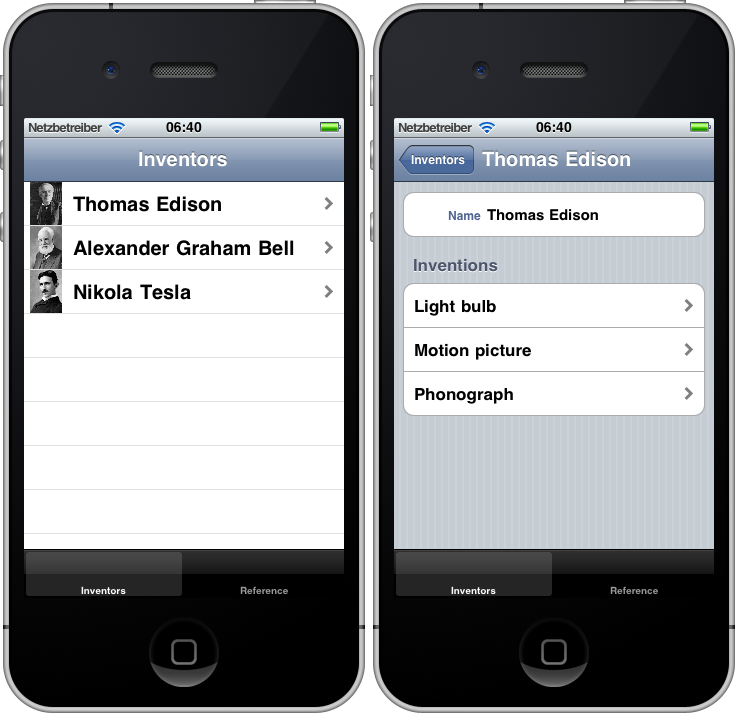 Netzbetreiber 06:40
Inventors
Thomas Edison
Alexander Graham Bell
Nikola Tesla
Inventors Reference
Netzbetreiber 06:40
Inventors Thomas Edison
Name Thomas Edison
Inventions
Light bulb
Motion picture
Phonograph
Inventors Reference